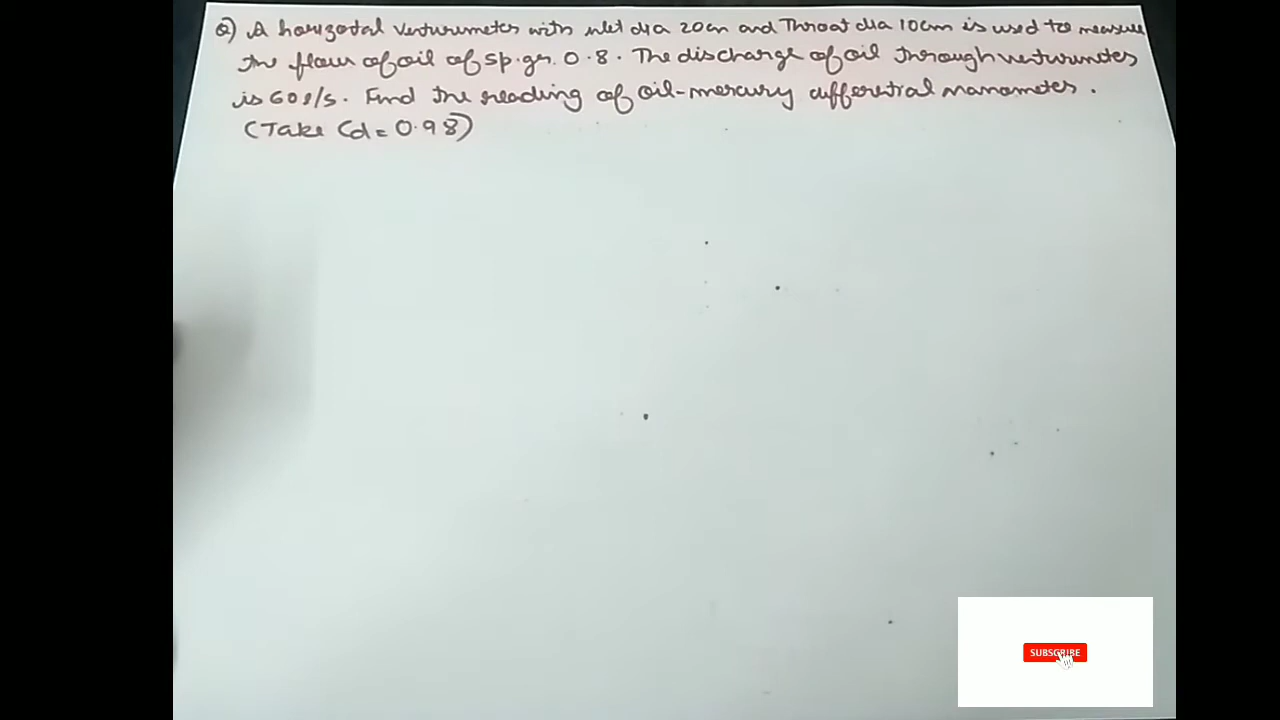 Q) A horizontal venturimeter with inlet dia 20cm and Throat dia 10cm is used to measure
the flow of oil of sp.gr. 0.8. The discharge of oil through venturimeter
is 60 l/s. Find the reading of oil-mercury differential manometer.
(Take Cd = 0.98)
SUBSCRIBE